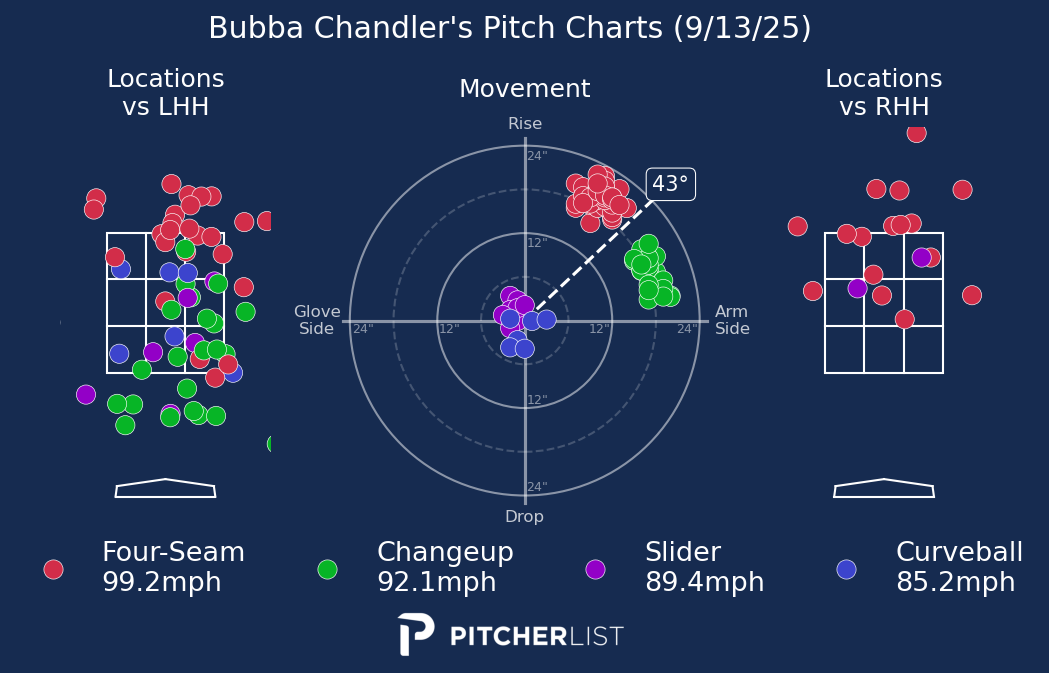 Bubba Chandler's Pitch Charts (9/13/25)
Locations
vs LHH
Movement
Locations
vs RHH
Rise
24"
43°
12"
Glove
Side
24"
12"
12"
24"
Arm
Side
12"
24"
Drop
Four-Seam
99.2mph
Changeup
92.1mph
Slider
89.4mph
Curveball
85.2mph
PITCHERLIST